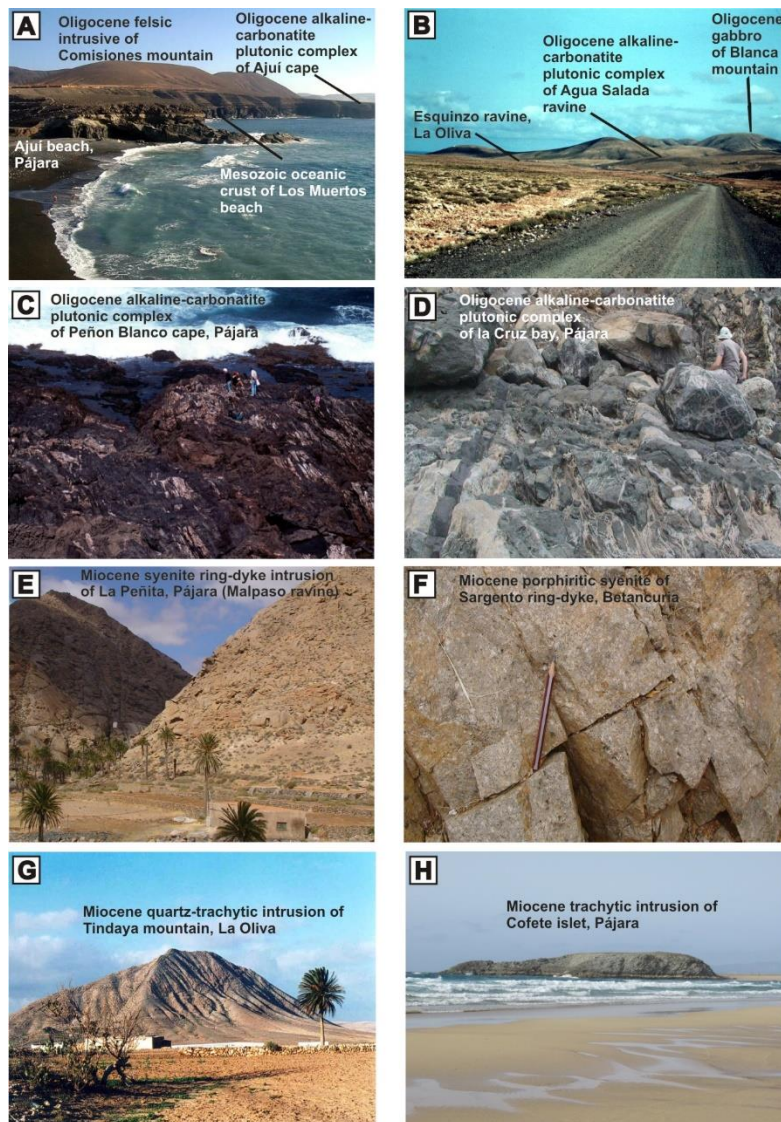 A
Oligocene felsic
intrusive of
Comisiones mountain
Oligocene alkaline-
carbonatite
plutonic complex
of Ajuí cape
Ajuí beach,
Pájara
Mesozoic oceanic
crust of Los Muertos
beach
B
Oligocene
gabbro
of Blanca
mountain
Oligocene alkaline-
carbonatite
plutonic complex
of Agua Salada
ravine
Esquinzo ravine,
La Oliva
C
Oligocene alkaline-carbonatite
plutonic complex
of Peñon Blanco cape, Pájara
D
Oligocene alkaline-carbonatite
plutonic complex
of la Cruz bay, Pájara
E
Miocene syenite ring-dyke intrusion
of La Peñita, Pájara (Malpaso ravine)
F
Miocene porphiritic syenite of
Sargento ring-dyke, Betancuria
G
Miocene quartz-trachytic intrusion of
Tindaya mountain, La Oliva
H
Miocene trachytic intrusion of
Cofete islet, Pájara